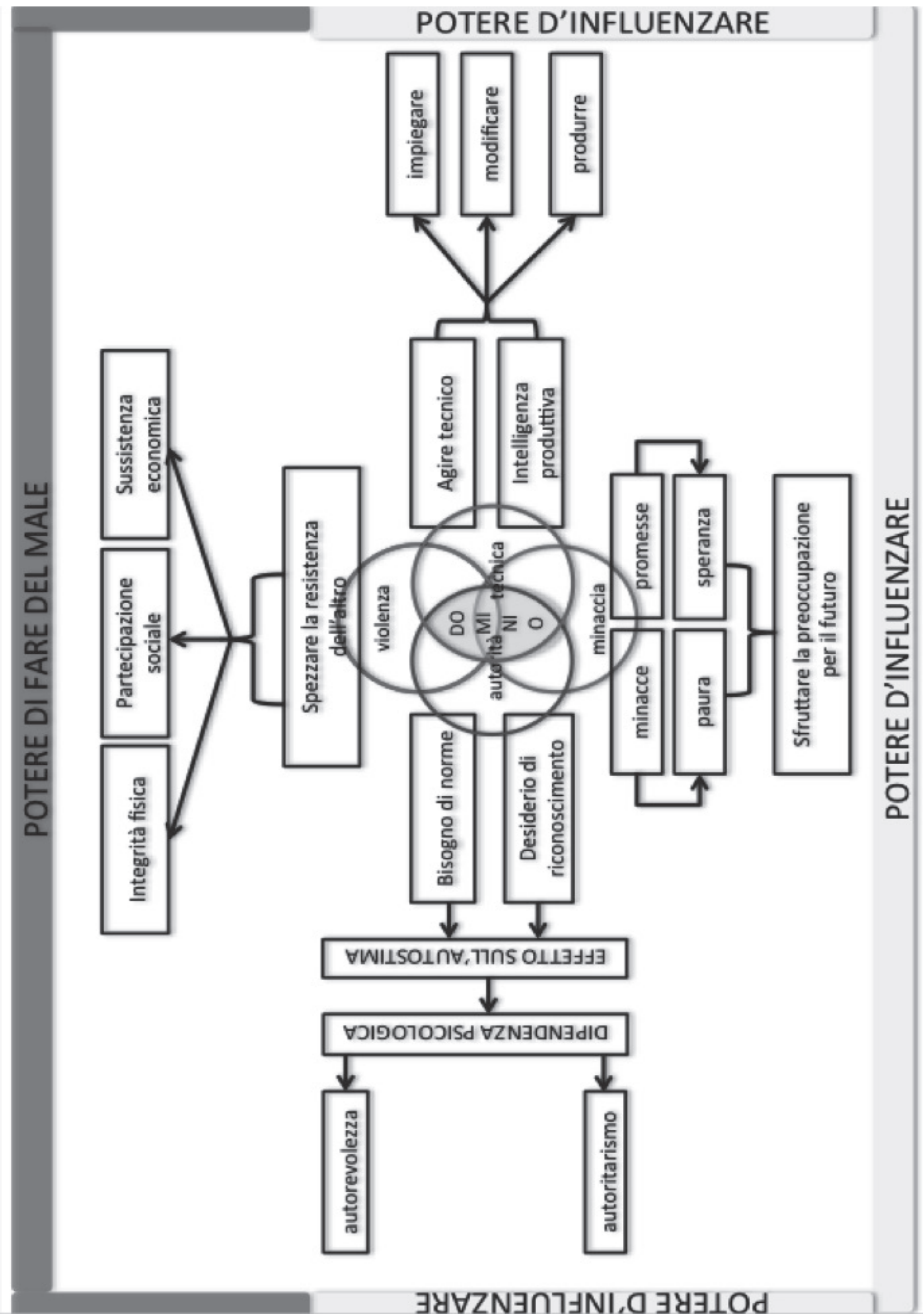 POTERE DI FARE DEL MALE
Integrità fisica
Partecipazione
sociale
Sussistenza
economica
Spezzare la resistenza
dell'altro
violenza
POTERE D'INFLUENZARE
autorevolezza
autoritarismo
DIPENDENZA PSICOLOGICA
EFFETTO SULL'AUTOSTIMA
Bisogno di norme
Desiderio di
riconoscimento
autorità
DO
MI
NI
O
tecnica
Agire tecnico
Intelligenza
produttiva
impiegare
modificare
produrre
POTERE D'INFLUENZARE
minaccia
minacce
promesse
paura
speranza
Sfruttare la preoccupazione
per il futuro
POTERE D'INFLUENZARE